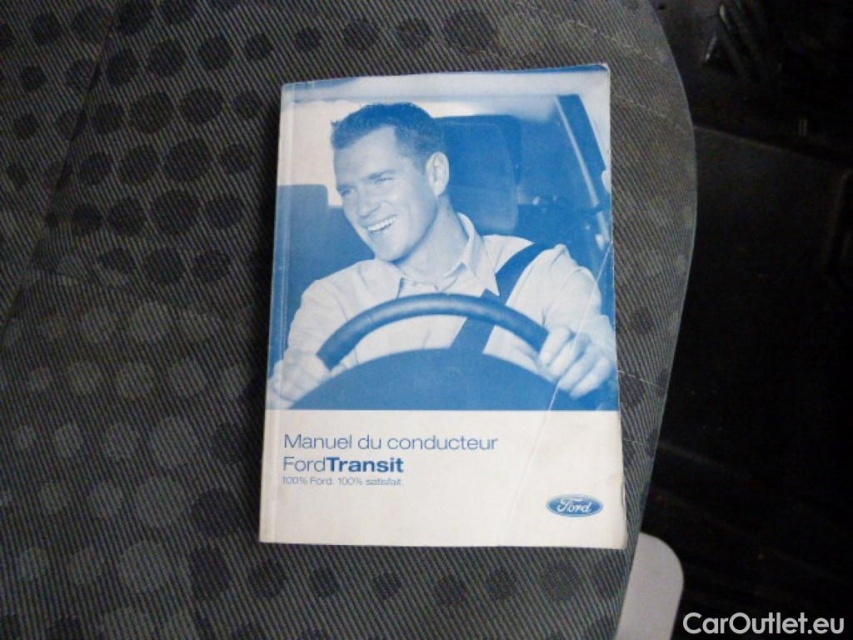 Manuel du conducteur
FordTransit
100% Ford. 100% satisfait.
Ford
CarOutlet.eu